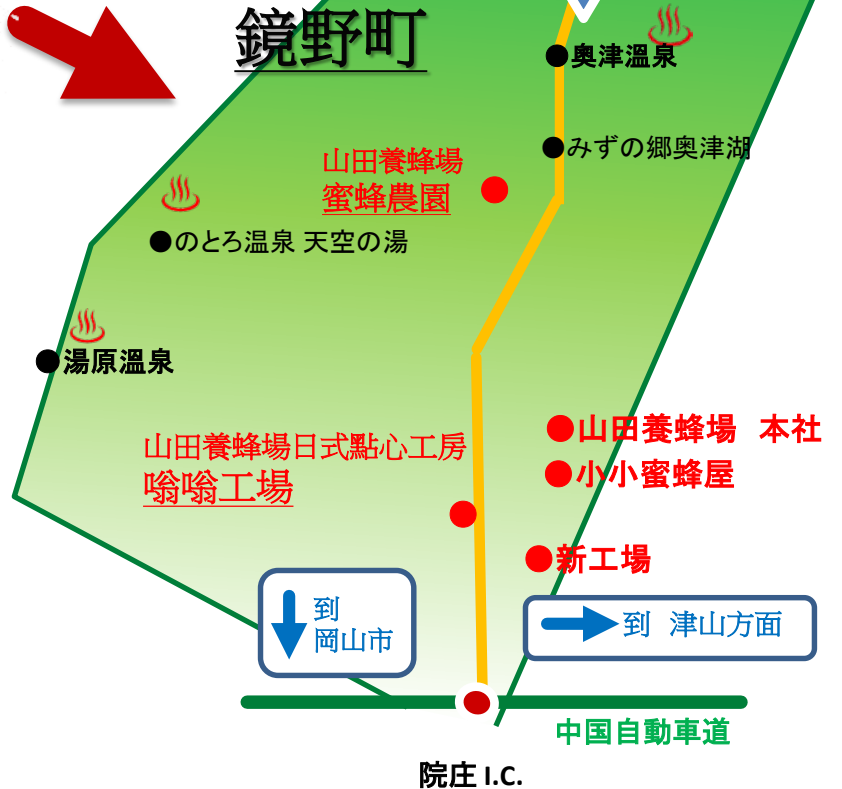 鏡野町
奥津溫泉
みずの郷奥津湖
山田養蜂場
蜜蜂農園
のとろ温泉 天空の湯
湯原溫泉
山田養蜂場 本社
山田養蜂場日式點心工房
小小蜜蜂屋
嗡嗡工場
新工場
到
岡山市
到 津山方面
中国自動車道
院庄 I.C.